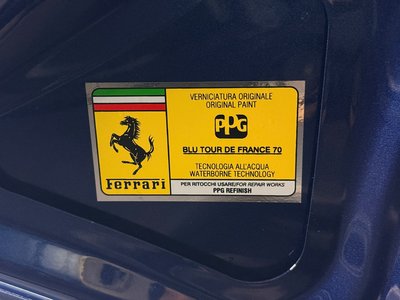 VERNICIATURA ORIGINALE
ORIGINAL PAINT
PPG
BLU TOUR DE FRANCE 70
TECNOLOGIA ALL'ACQUA
WATERBORNE TECHNOLOGY
Ferrari
PER RITOCCHI USARE/FOR REPAIR WORKS
PPG REFINISH